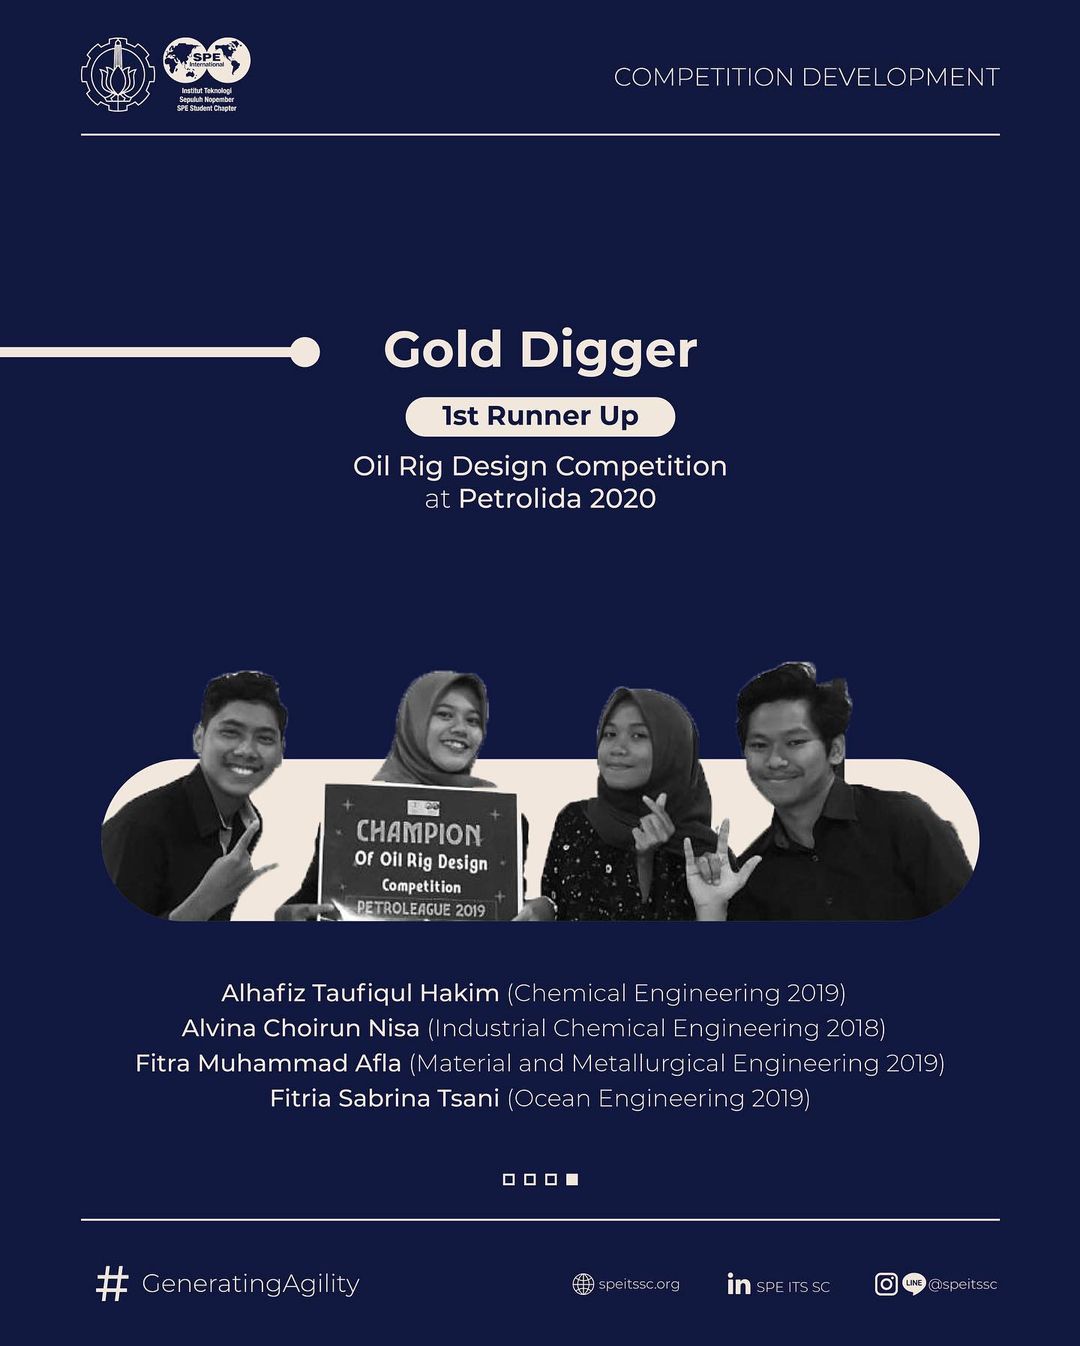 SPE
International
Institut Teknologi
Sepuluh Nopember
SPE Student Chapter
COMPETITION DEVELOPMENT
Gold Digger
1st Runner Up
Oil Rig Design Competition
at Petrolida 2020
CHAMPION
Of Oil Rig Design
Competition
PETROLEAGUE 2019
Alhafiz Taufiqul Hakim (Chemical Engineering 2019)
Alvina Choirun Nisa (Industrial Chemical Engineering 2018)
Fitra Muhammad Afla (Material and Metallurgical Engineering 2019)
Fitria Sabrina Tsani (Ocean Engineering 2019)
# GeneratingAgility
speitssc.org
in SPE ITS SC
LINE @speitssc